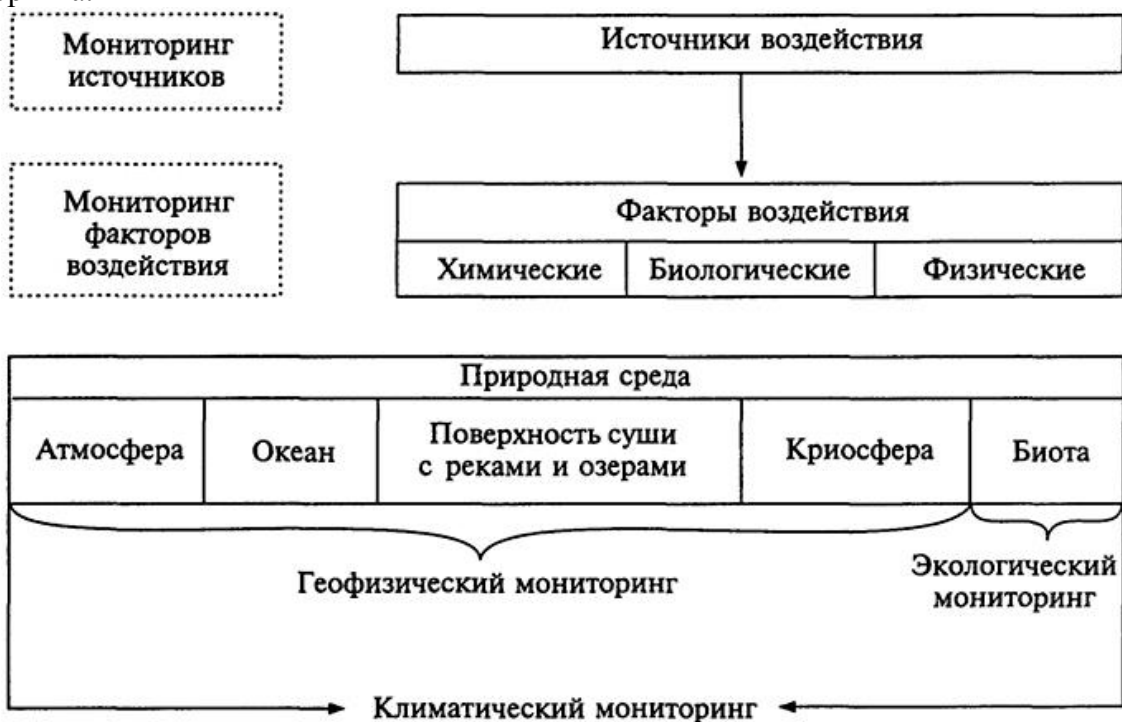 Мониторинг
источников
Источники воздействия
Мониторинг
факторов
воздействия
Факторы воздействия
Химические
Биологические
Физические
Природная среда
Атмосфера
Океан
Поверхность суши
с реками и озерами
Криосфера
Биота
Геофизический мониторинг
Экологический
мониторинг
Климатический мониторинг